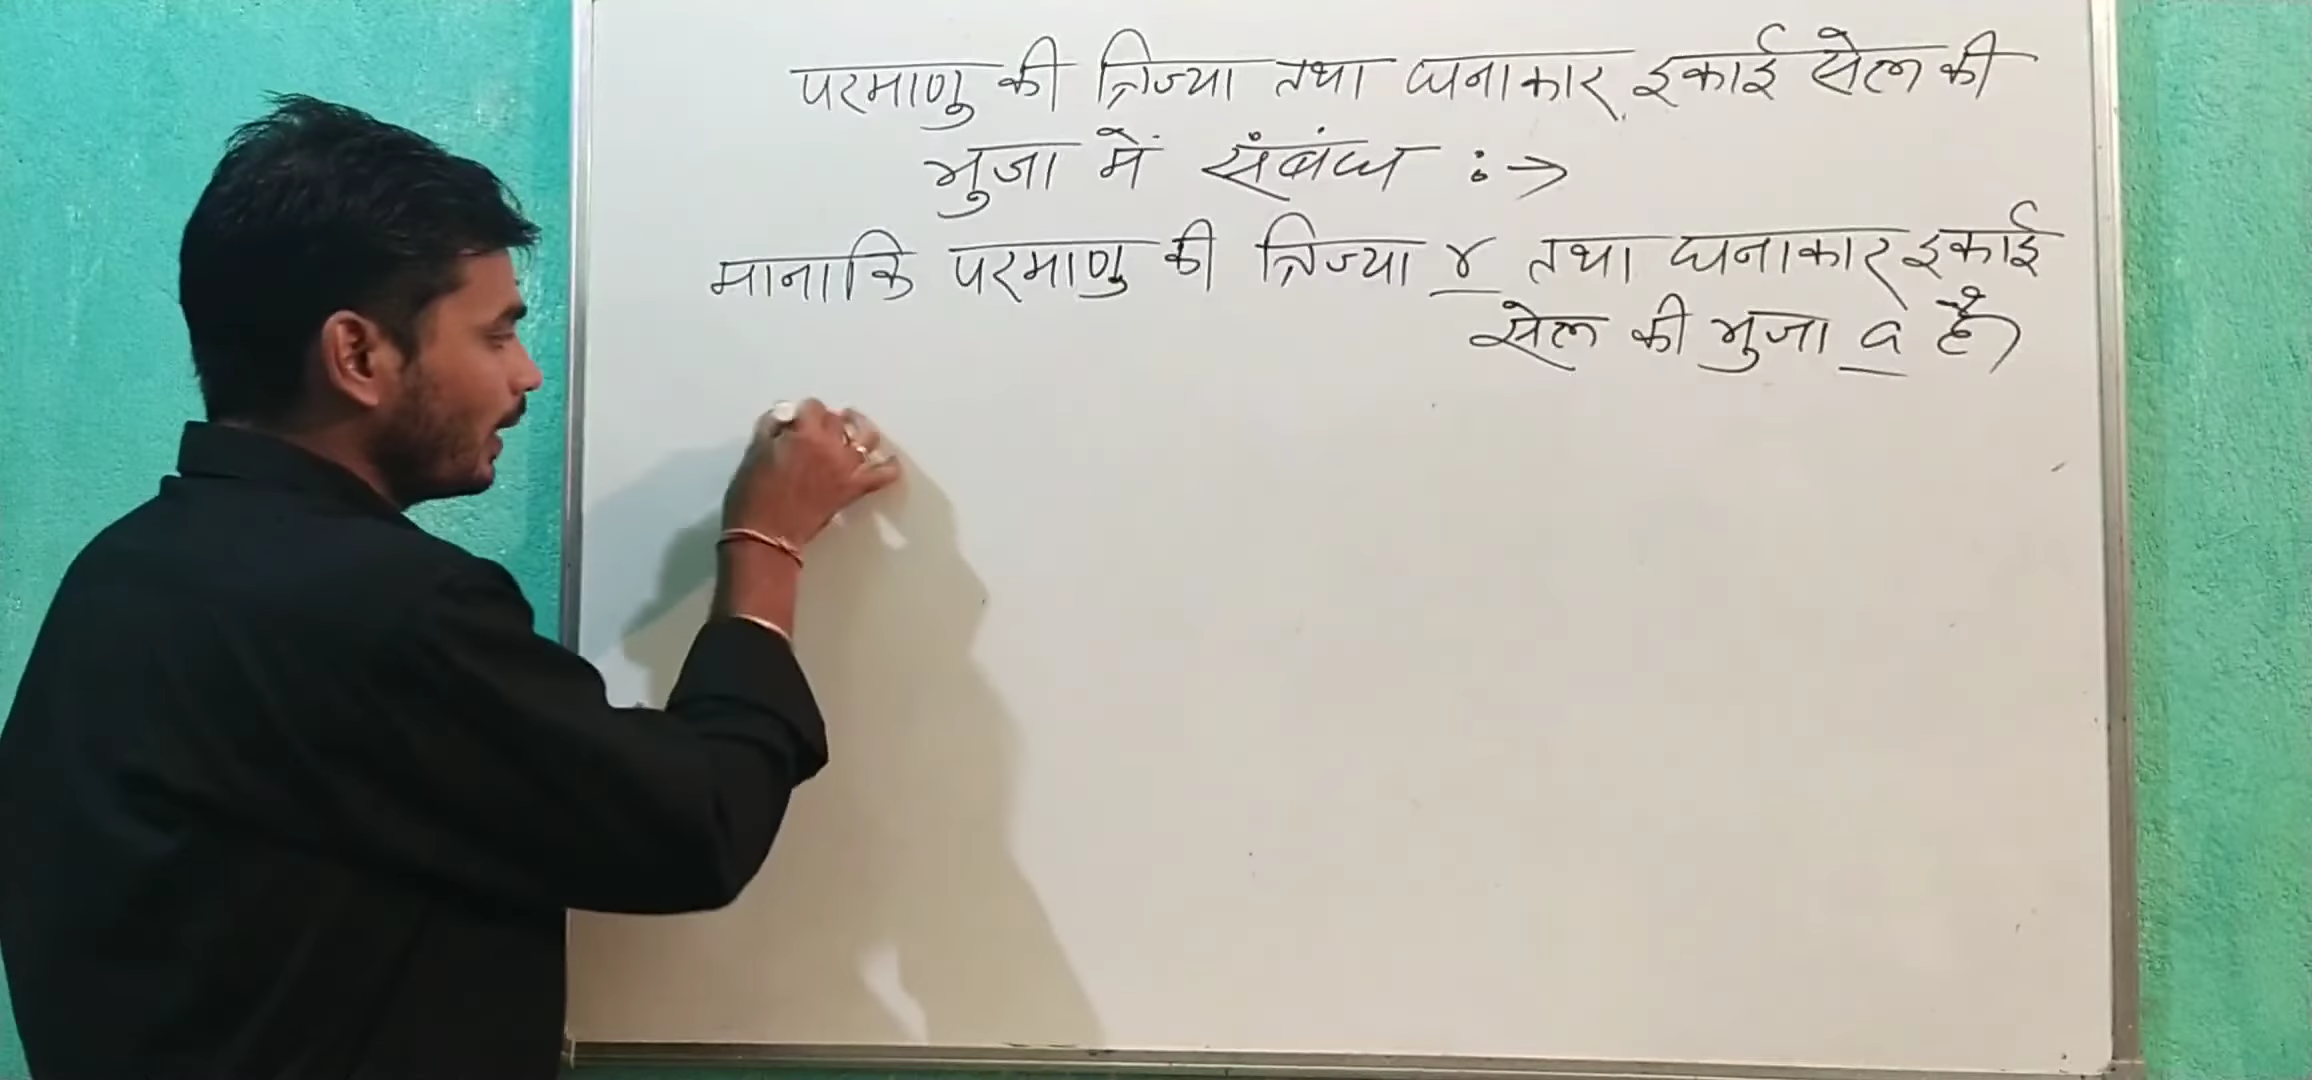 परमाणु की त्रिज्या तथा घनाकार इकाई सेल की
भुजा में संबंध :→
माना कि परमाणु की त्रिज्या r तथा घनाकार इकाई
सेल की भुजा a है)